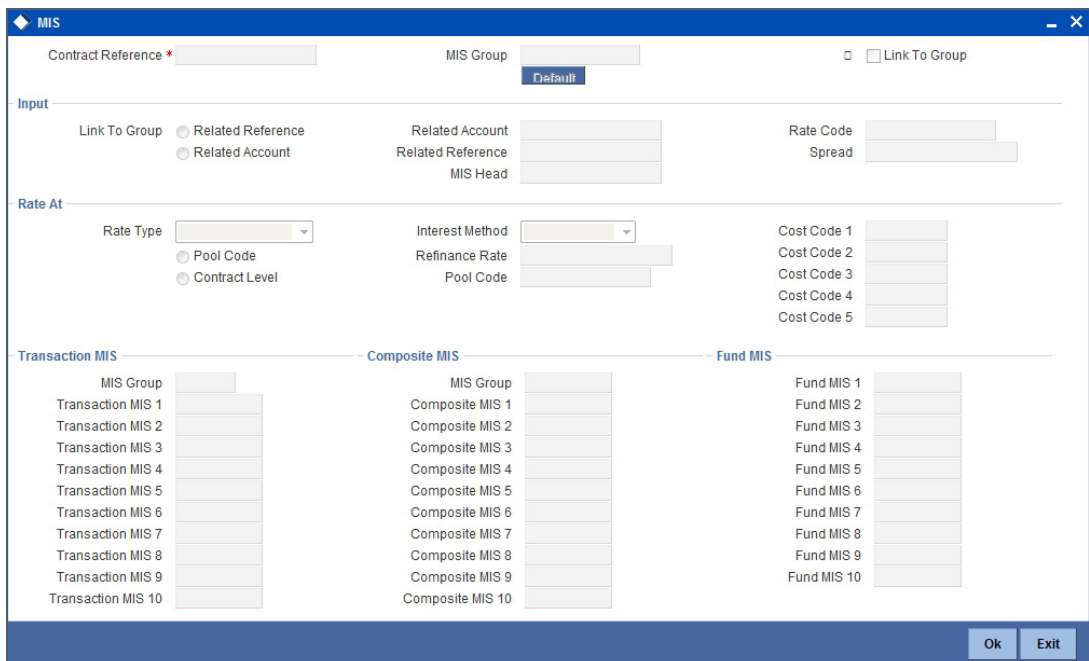 MIS
Contract Reference *
MIS Group
Link To Group
Default
Input
Link To Group
Related Reference
Related Account
Related Account
Related Reference
MIS Head
Rate Code
Spread
Rate At
Rate Type
Pool Code
Contract Level
Interest Method
Refinance Rate
Pool Code
Cost Code 1
Cost Code 2
Cost Code 3
Cost Code 4
Cost Code 5
Transaction MIS
MIS Group
Transaction MIS 1
Transaction MIS 2
Transaction MIS 3
Transaction MIS 4
Transaction MIS 5
Transaction MIS 6
Transaction MIS 7
Transaction MIS 8
Transaction MIS 9
Transaction MIS 10
Composite MIS
MIS Group
Composite MIS 1
Composite MIS 2
Composite MIS 3
Composite MIS 4
Composite MIS 5
Composite MIS 6
Composite MIS 7
Composite MIS 8
Composite MIS 9
Composite MIS 10
Fund MIS
Fund MIS 1
Fund MIS 2
Fund MIS 3
Fund MIS 4
Fund MIS 5
Fund MIS 6
Fund MIS 7
Fund MIS 8
Fund MIS 9
Fund MIS 10
Ok
Exit